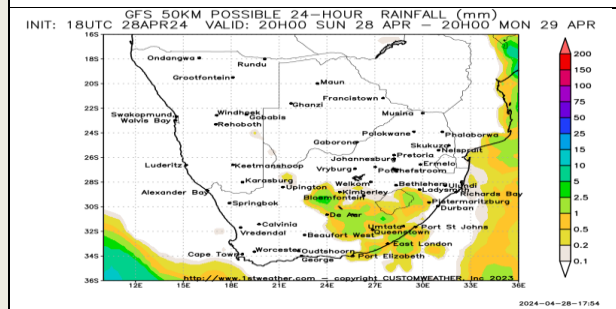 GFS 50KM POSSIBLE 24-HOUR RAINFALL (mm)
INIT: 18UTC 28APR24 VALID: 20H00 SUN 28 APR - 20H00 MON 29 APR
16S
18S
20S
22S
24S
26S
28S
30S
32S
34S
36S
Ondangwa
Rundu
Grootfontein
Maun
Francistown
Ghanzi
Musina
Swakopmund
Windhoek
Gobabis
Walvis Bay
Rehoboth
Polokwane
Phalaborwa
Gaborone
Skukuza
Nelspruit
Pretoria
Johannesburg
Luderitz
Keetmanshoop
Vryburg
Potchefstroom
Ermelo
Karasburg
Upington
Welkom
Bethlehem
Ulundi
Alexander Bay
Kimberley
Ladysmith
Richards Bay
Springbok
Bloemfontein
Pietermaritzburg
Durban
De Aar
Calvinia
Umtata
Port St Johns
Vredendal
Beaufort West
Queenstown
East London
Worcester
Oudtshoorn
Cape Town
George
Port Elizabeth
http://www.1stweather.com - copyright CUSTOMWEATHER, Inc 2023
12E 15E 18E 21E 24E 27E 30E 33E 36E
200
150
100
75
50
25
15
10
5
2.5
1
0.5
0.2
0.1
2024-04-28-17:54